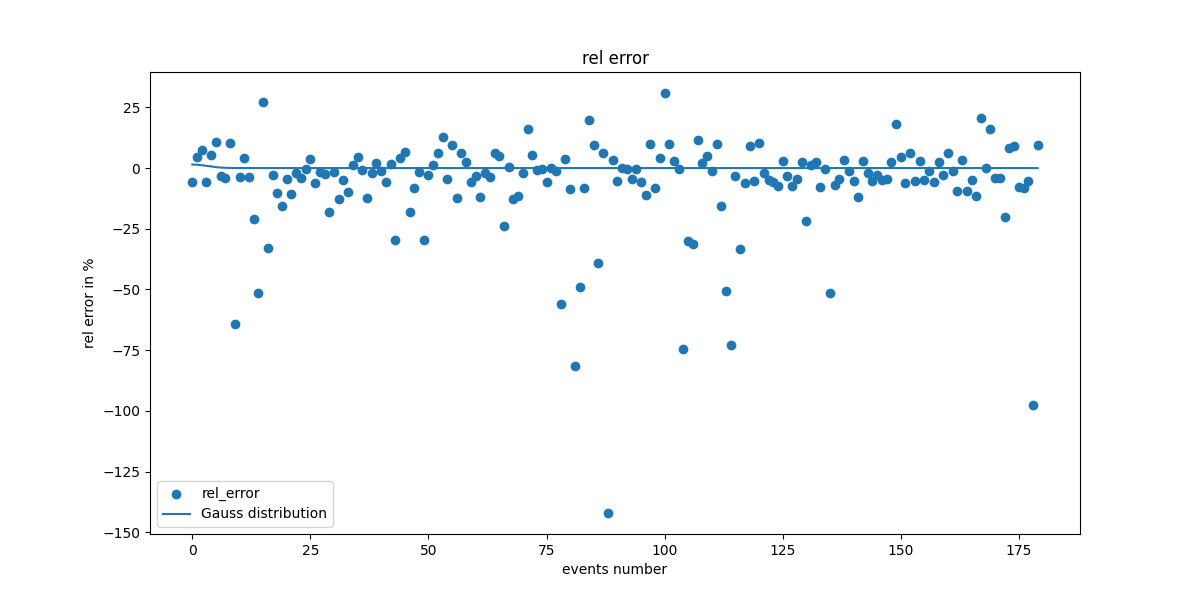 rel error
25
0
−25
−50
−75
−100
−125
−150
rel error in %
rel_error
Gauss distribution
0 25 50 75 100 125 150 175
events number